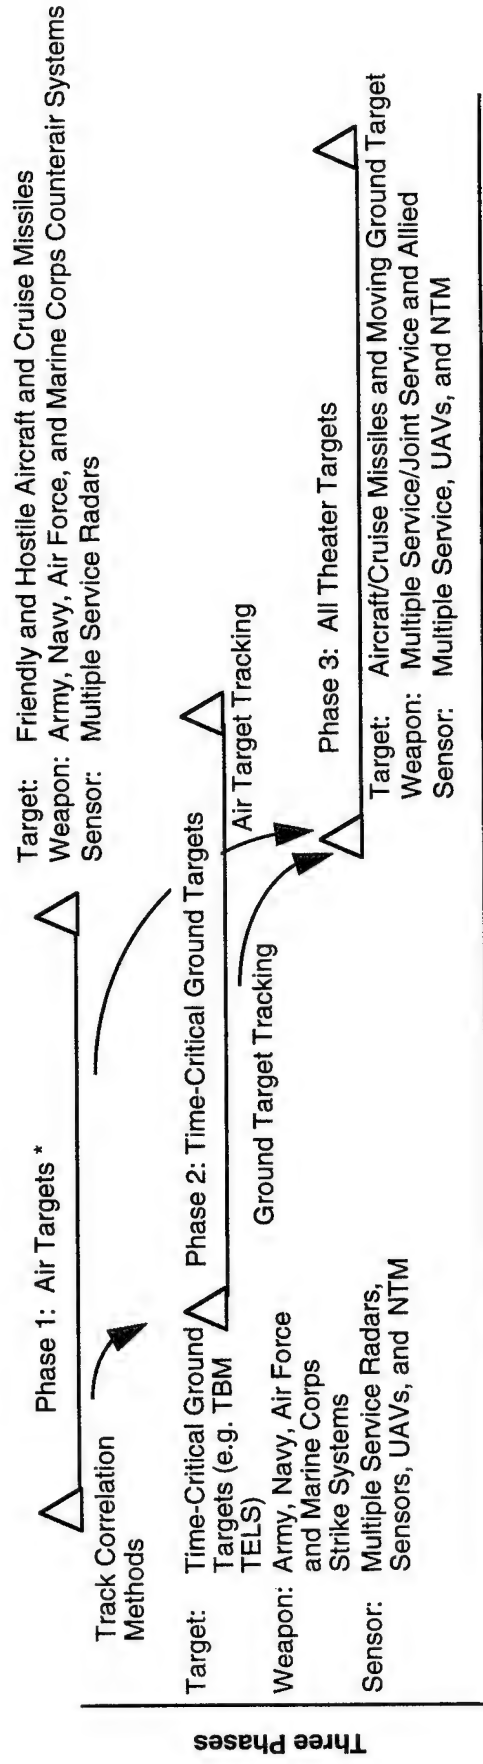 Three Phases
Phase 1: Air Targets *
Target: Friendly and Hostile Aircraft and Cruise Missiles
Weapon: Army, Navy, Air Force, and Marine Corps Counterair Systems
Sensor: Multiple Service Radars
Track Correlation
Methods
Phase 2: Time-Critical Ground Targets
Target: Time-Critical Ground
Targets (e.g. TBM
TELS)
Weapon: Army, Navy, Air Force
and Marine Corps
Strike Systems
Sensor: Multiple Service Radars,
Sensors, UAVs, and NTM
Air Target Tracking
Ground Target Tracking
Phase 3: All Theater Targets
Target: Aircraft/Cruise Missiles and Moving Ground Target
Weapon: Multiple Service/Joint Service and Allied
Sensor: Multiple Service, UAVs, and NTM